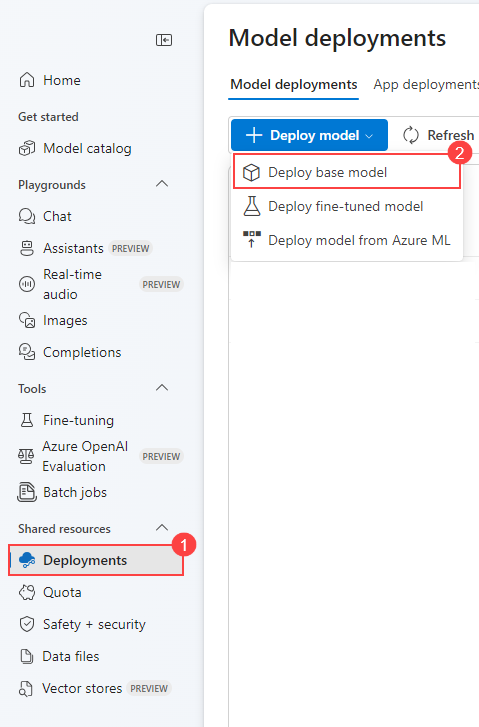 Home
Get started
Model catalog
Playgrounds
Chat
Assistants PREVIEW
Real-time
audio PREVIEW
Images
Completions
Tools
Fine-tuning
Azure OpenAI
Evaluation PREVIEW
Batch jobs
Shared resources
1
Deployments
Quota
Safety + security
Data files
Vector stores PREVIEW
Model deployments
Model deployments App deployments
Deploy model Refresh
2
Deploy base model
Deploy fine-tuned model
Deploy model from Azure ML